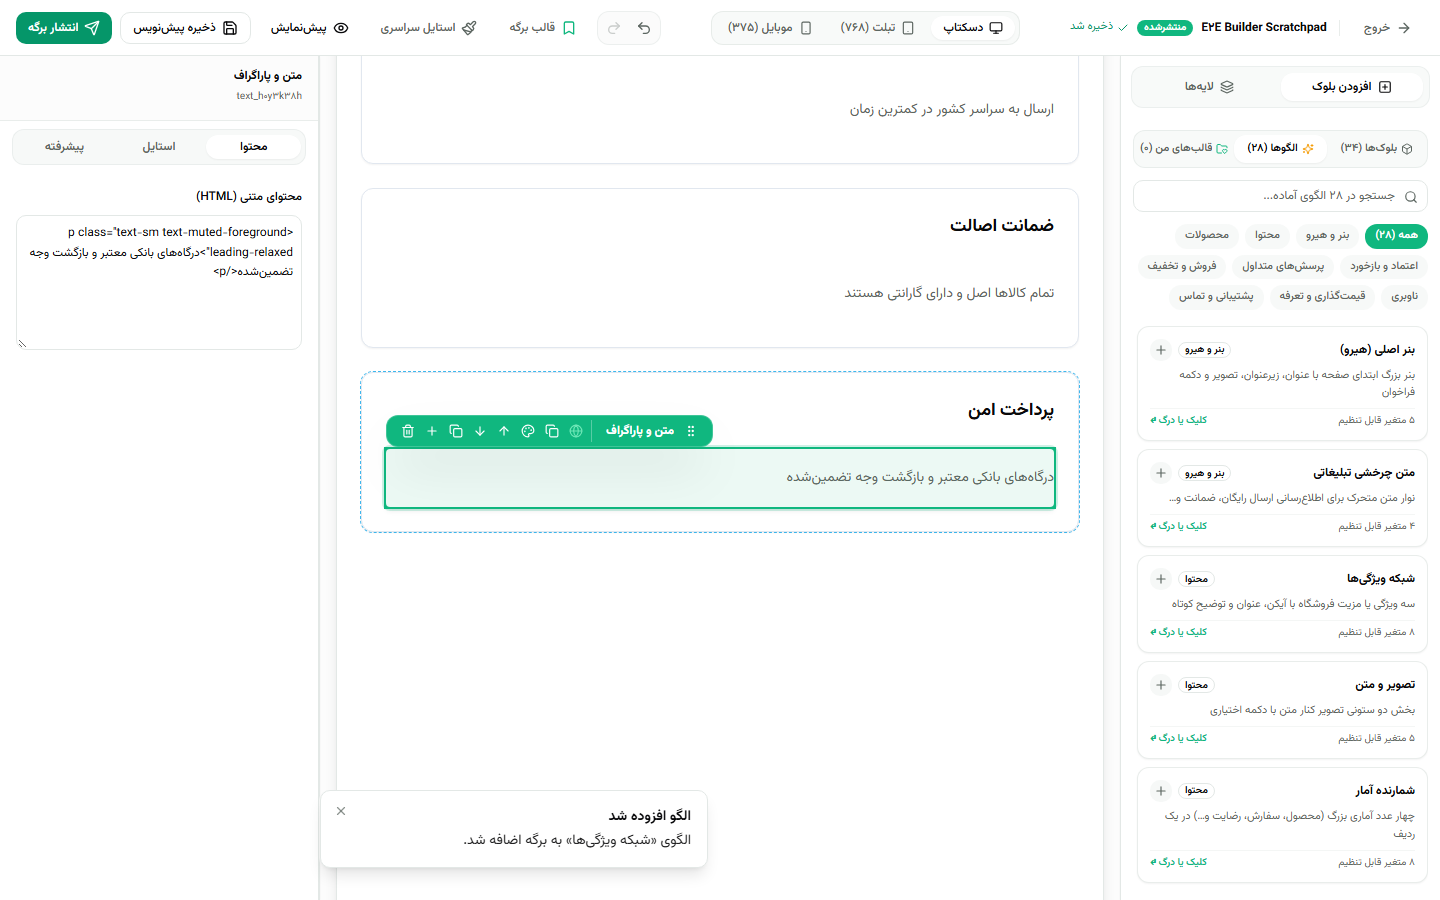 خروج
E۲E Builder Scratchpad
منتشرشده
ذخیره شد
دسکتاپ
تبلت (۷۶۸)
موبایل (۳۷۵)
قالب برگه
استایل سراسری
پیش‌نمایش
ذخیره پیش‌نویس
انتشار برگه
افزودن بلوک
لایه‌ها
بلوک‌ها (۳۴)
الگوها (۲۸)
قالب‌های من (۰)
جستجو در ۲۸ الگوی آماده...
همه (۲۸)
بنر و هیرو
محتوا
محصولات
اعتماد و بازخورد
پرسش‌های متداول
فروش و تخفیف
ناوبری
قیمت‌گذاری و تعرفه
پشتیبانی و تماس
بنر اصلی (هیرو)
بنر و هیرو
بنر بزرگ ابتدای صفحه با عنوان، زیرعنوان، تصویر و دکمه
فراخوان
۵ متغیر قابل تنظیم
کلیک یا درگ
متن چرخشی تبلیغاتی
بنر و هیرو
نوار متن متحرک برای اطلاع‌رسانی ارسال رایگان، ضمانت و...
۴ متغیر قابل تنظیم
کلیک یا درگ
شبکه ویژگی‌ها
محتوا
سه ویژگی یا مزیت فروشگاه با آیکن، عنوان و توضیح کوتاه
۸ متغیر قابل تنظیم
کلیک یا درگ
تصویر و متن
محتوا
بخش دو ستونی تصویر کنار متن با دکمه اختیاری
۵ متغیر قابل تنظیم
کلیک یا درگ
شمارنده آمار
محتوا
چهار عدد آماری بزرگ (محصول، سفارش، رضایت و...) در یک
ردیف
۸ متغیر قابل تنظیم
کلیک یا درگ
ارسال به سراسر کشور در کمترین زمان
ضمانت اصالت
تمام کالاها اصل و دارای گارانتی هستند
پرداخت امن
متن و پاراگراف
درگاه‌های بانکی معتبر و بازگشت وجه تضمین‌شده
الگو افزوده شد
الگوی «شبکه ویژگی‌ها» به برگه اضافه شد.
متن و پاراگراف
text_h۰y۳k۳۸h
محتوا
استایل
پیشرفته
محتوای متنی (HTML)
<p class="text-sm text-muted-foreground
leading-relaxed">درگاه‌های بانکی معتبر و بازگشت وجه
تضمین‌شده</p>